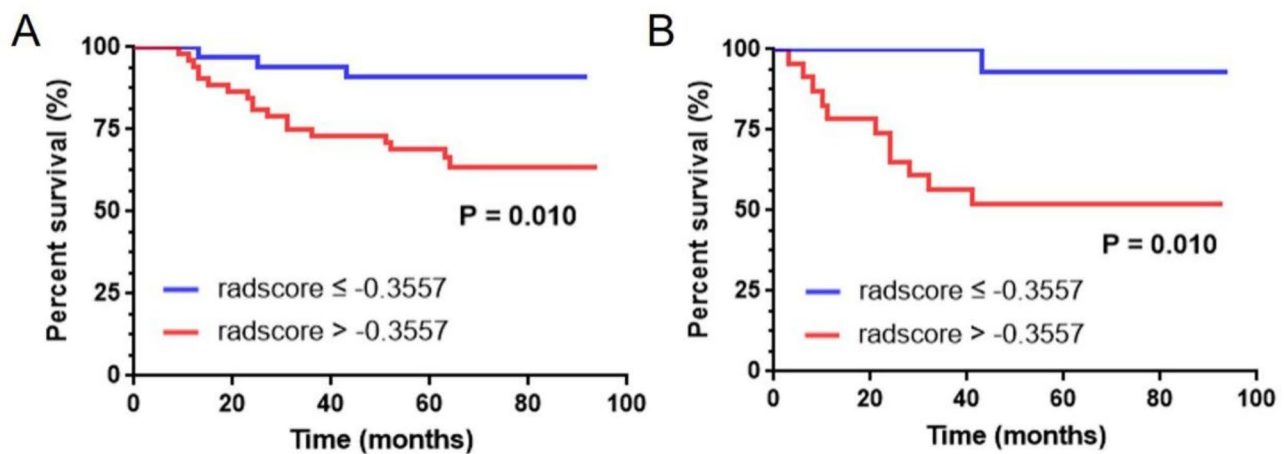 A
Percent survival (%)
100
75
50
25
0
P = 0.010
radscore ≤ -0.3557
radscore > -0.3557
0 20 40 60 80 100
Time (months)
B
Percent survival (%)
100
75
50
25
0
P = 0.010
radscore ≤ -0.3557
radscore > -0.3557
0 20 40 60 80 100
Time (months)